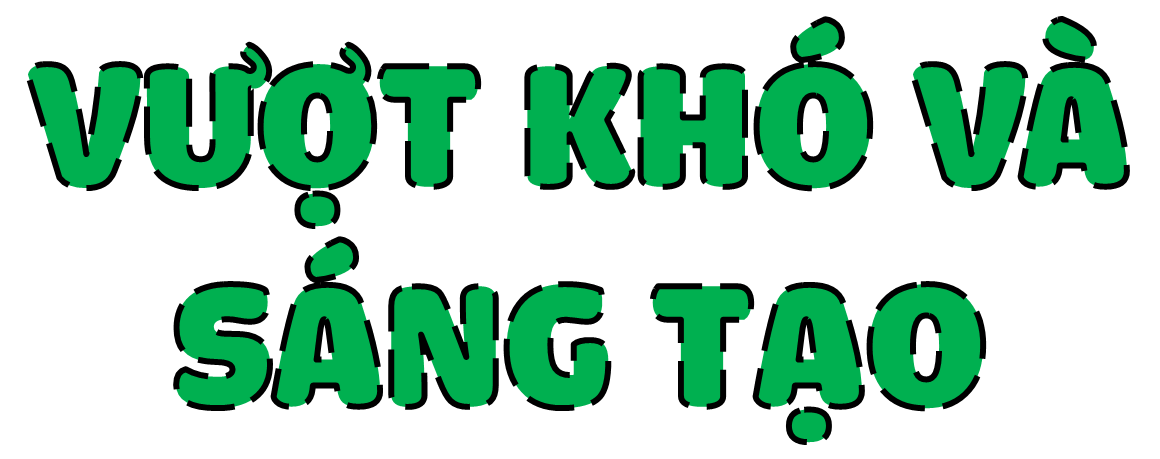 VƯỢT KHÓ VÀ
SÁNG TẠO